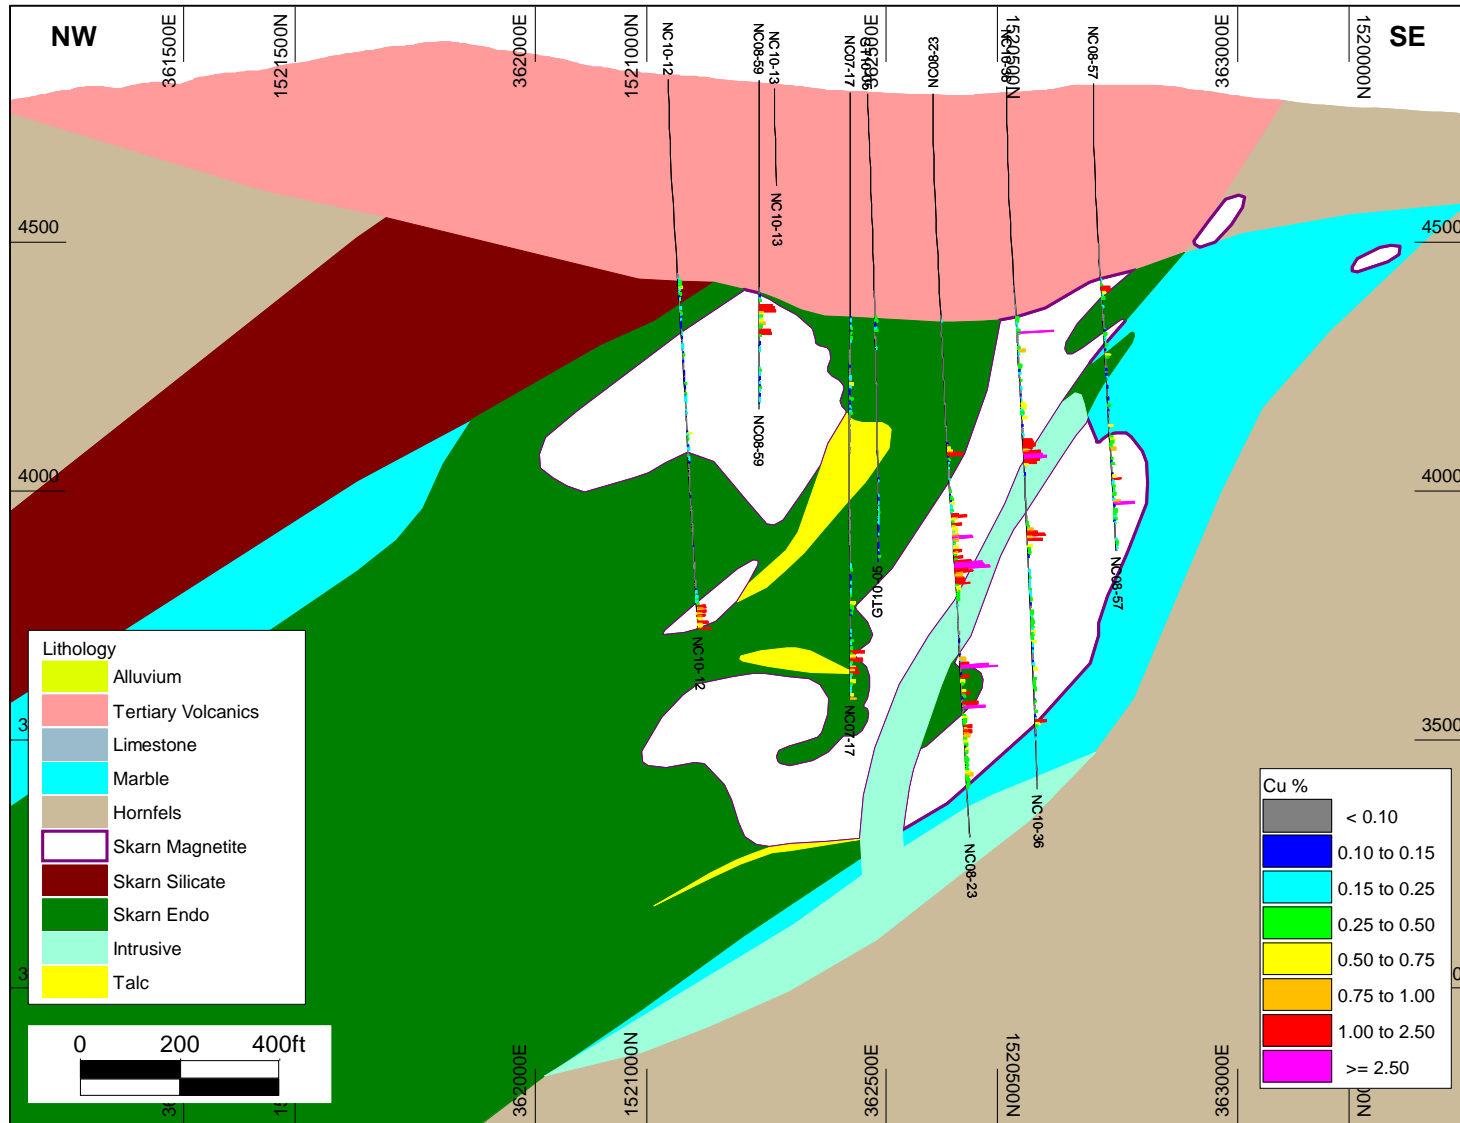 NW
SE
361500E
1521500N
362000E
1521000N
362500E
1520500N
363000E
1520000N
NC10-12
NC08-59
NC10-13
NC07-17
NC08-23
NC08-57
4500
4500
NC10-13
NC08-59
4000
4000
GT10-05
NC08-57
NC10-12
NC07-17
3500
NC10-36
NC08-23
Lithology
Alluvium
Tertiary Volcanics
Limestone
Marble
Hornfels
Skarn Magnetite
Skarn Silicate
Skarn Endo
Intrusive
Talc
Cu %
< 0.10
0.10 to 0.15
0.15 to 0.25
0.25 to 0.50
0.50 to 0.75
0.75 to 1.00
1.00 to 2.50
>= 2.50
0 200 400ft
362000E
1521000N
362500E
1520500N
363000E